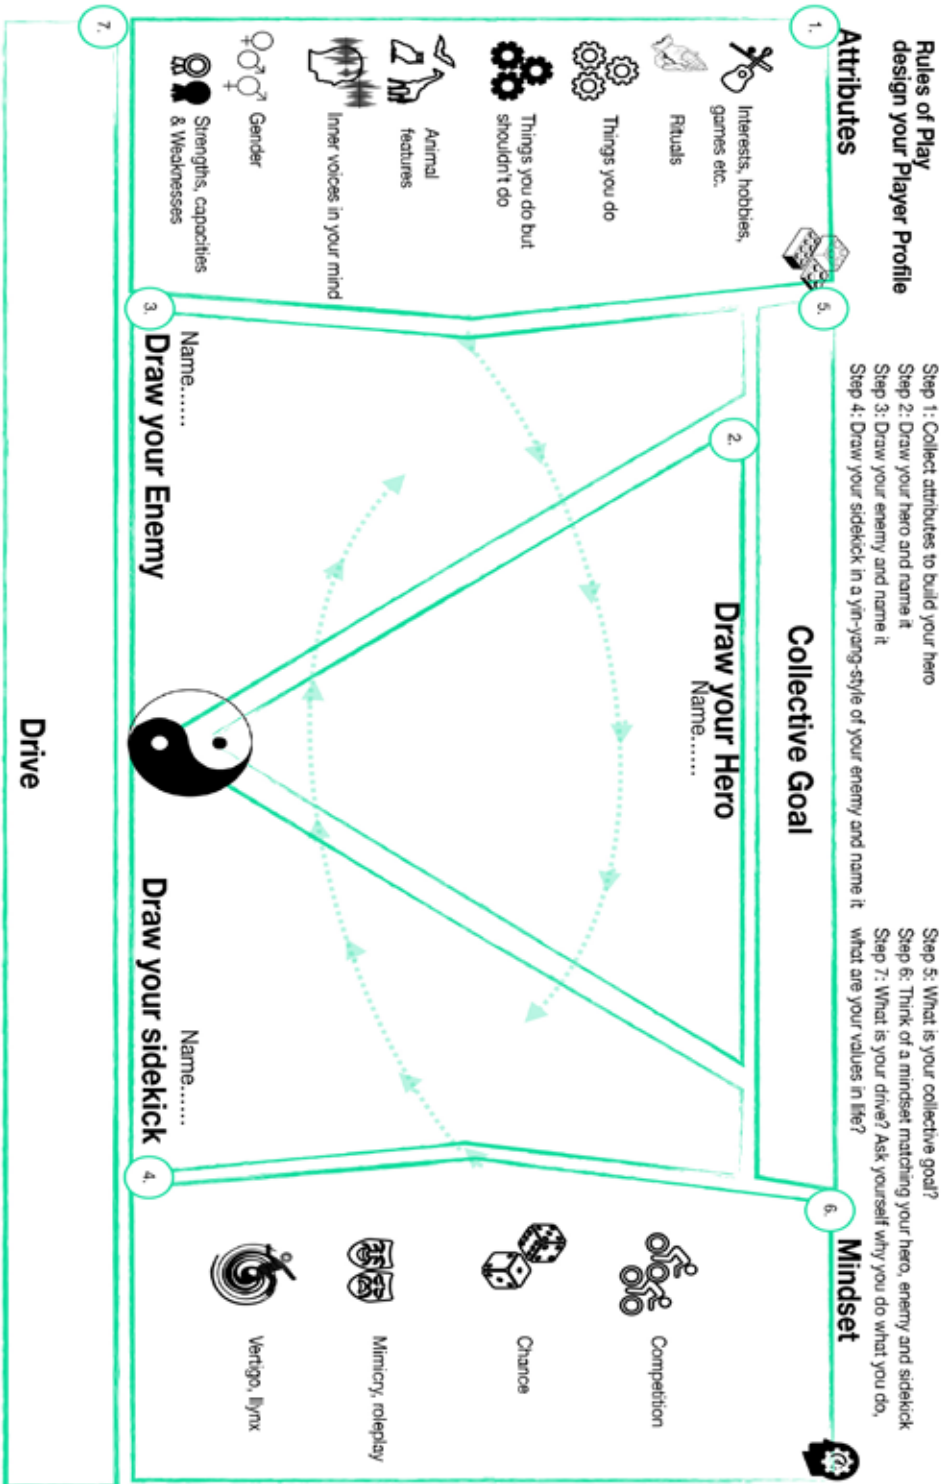 Rules of Play
design your Player Profile
Step 1: Collect attributes to build your hero
Step 2: Draw your hero and name it
Step 3: Draw your enemy and name it
Step 4: Draw your sidekick in a yin-yang-style of your enemy and name it
Step 5: What is your collective goal?
Step 6: Think of a mindset matching your hero, enemy and sidekick
Step 7: What is your drive? Ask yourself why you do what you do,
what are your values in life?
1.
Attributes
Interests, hobbies,
games etc.
Rituals
Things you do
Things you do but
shouldn't do
Animal
features
Inner voices in your mind
Gender
Strengths, capacities
& Weaknesses
5.
Collective Goal
2.
Draw your Hero
Name......
3.
Name......
Draw your Enemy
Name......
Draw your sidekick
4.
6.
Mindset
Competition
Chance
Mimicry, roleplay
Vertigo, Ilynx
7.
Drive